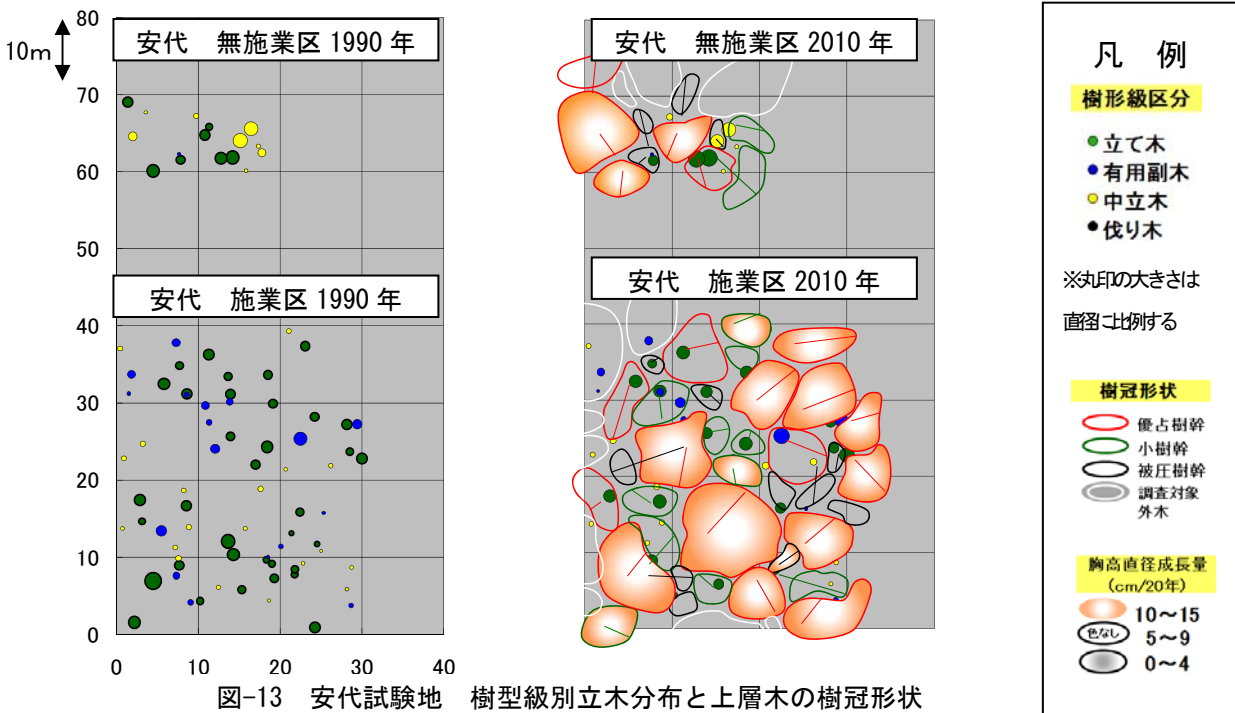 80
10m
安代 無施業区 1990 年
安代 無施業区 2010 年
70
60
50
安代 施業区 1990 年
安代 施業区 2010 年
40
30
20
10
0
0 10 20 30 40
図-13 安代試験地 樹型級別立木分布と上層木の樹冠形状
凡 例
樹形級区分
立て木
有用副木
中立木
伐り木
※丸印の大きさは
直径に比例する
樹冠形状
優占樹幹
小樹幹
被圧樹幹
調査対象
外木
胸高直径成長量
(cm/20年)
10～15
色なし 5～9
0～4